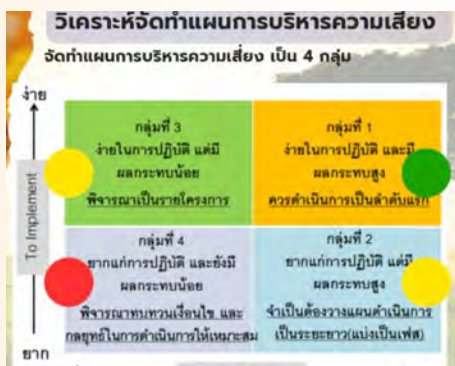 วิเคราะห์จัดทำแผนการบริหารความเสี่ยง
จัดทำแผนการบริหารความเสี่ยง เป็น 4 กลุ่ม
ง่าย
To Implement
ยาก
กลุ่มที่ 3
ง่ายในการปฏิบัติ แต่มี
ผลกระทบน้อย
พิจารณาเป็นรายโครงการ
กลุ่มที่ 1
ง่ายในการปฏิบัติ และมี
ผลกระทบสูง
ควรดำเนินการเป็นลำดับแรก
กลุ่มที่ 4
ยากแก่การปฏิบัติ และยังมี
ผลกระทบน้อย
พิจารณาทบทวนเงื่อนไข และ
กลยุทธ์ในการดำเนินการให้เหมาะสม
กลุ่มที่ 2
ยากแก่การปฏิบัติ แต่มี
ผลกระทบสูง
จำเป็นต้องวางแผนดำเนินการ
เป็นระยะยาว(แบ่งเป็นเฟส)